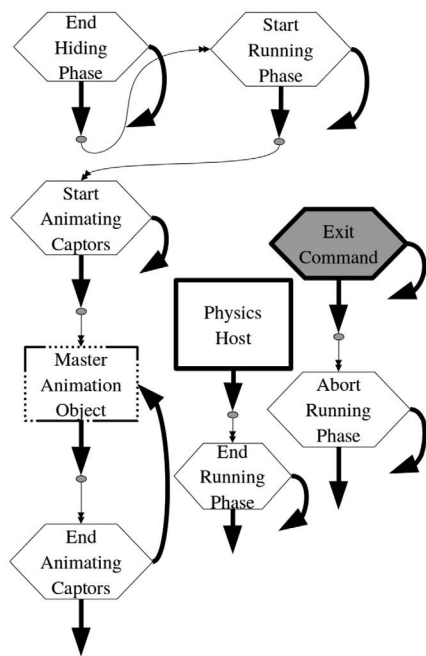 End
Hiding
Phase
Start
Running
Phase
Start
Animating
Captors
Exit
Command
Physics
Host
Master
Animation
Object
Abort
Running
Phase
End
Running
Phase
End
Animating
Captors